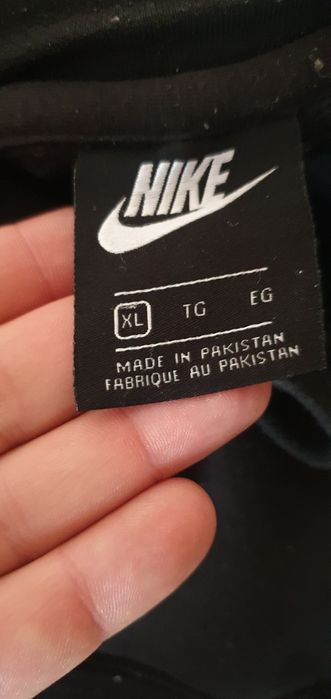 NIKE
XL TG EG
MADE IN PAKISTAN
FABRIQUE AU PAKISTAN